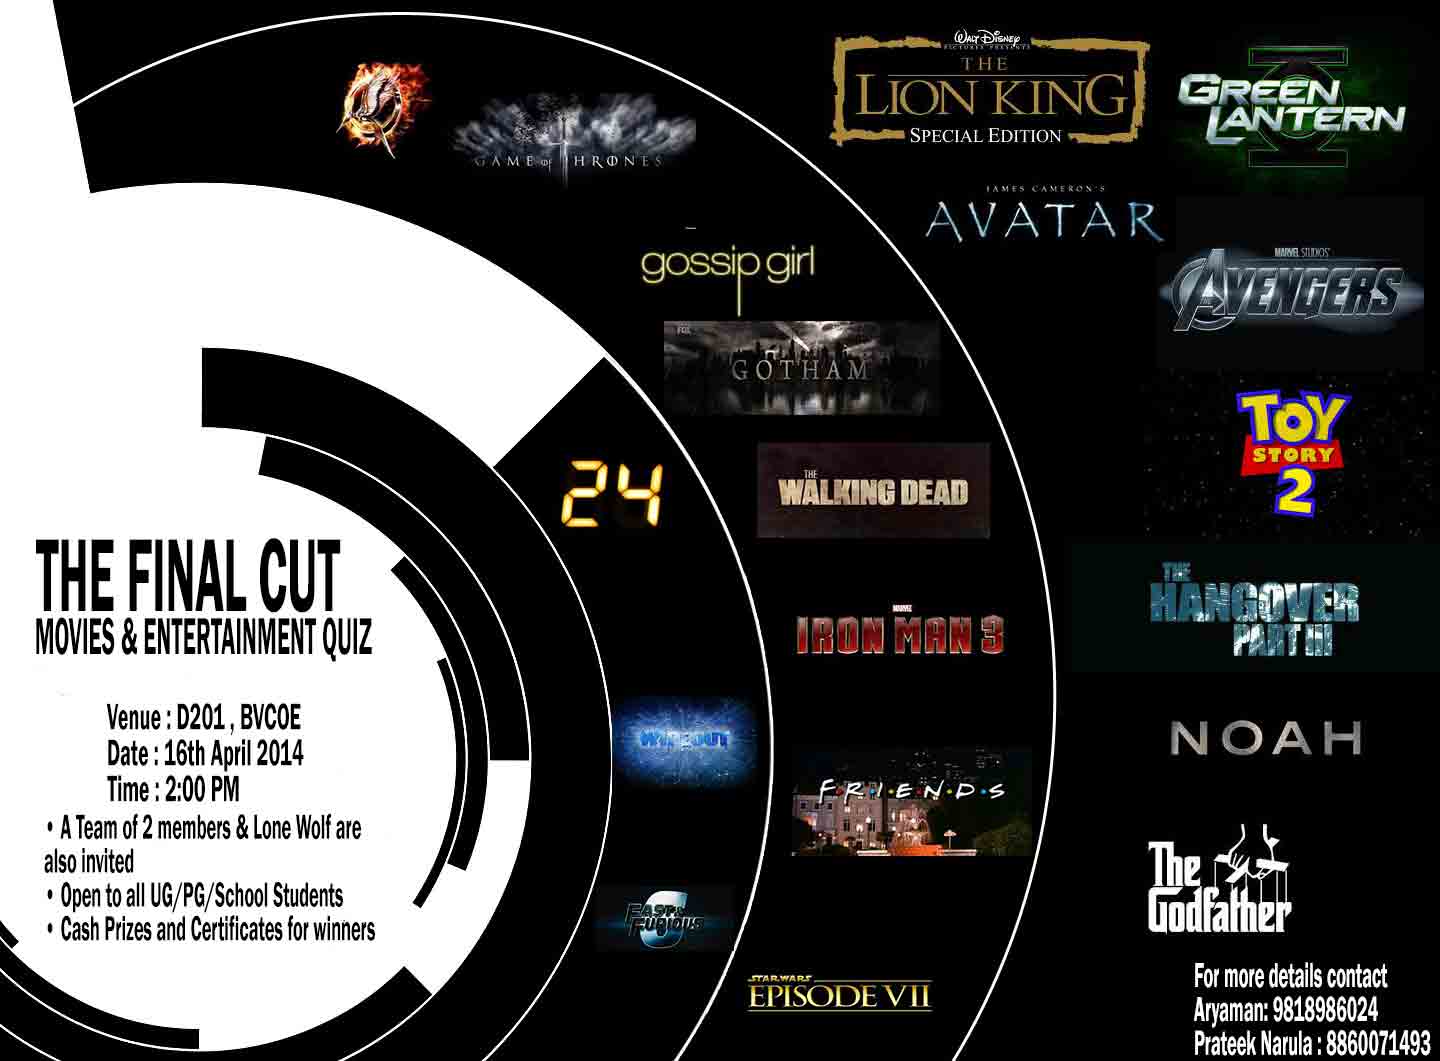 THE FINAL CUT
MOVIES & ENTERTAINMENT QUIZ
Venue : D201 , BVCOE
Date : 16th April 2014
Time : 2:00 PM
• A Team of 2 members & Lone Wolf are
also invited
• Open to all UG/PG/School Students
• Cash Prizes and Certificates for winners
GAME OF THRONES
gossip girl
FOX
GOTHAM
24
THE
WALKING DEAD
MARVEL
IRON MAN 3
WIPEOUT
F•R•I•E•N•D•S
FAST & FURIOUS
6
STAR WARS
EPISODE VII
WALT DISNEY
PICTURES PRESENTS
THE
LION KING
SPECIAL EDITION
GREEN
LANTERN
JAMES CAMERON'S
AVATAR
MARVEL STUDIOS'
THE AVENGERS
TOY
STORY
2
THE
HANGOVER
PART III
NOAH
The
Godfather
For more details contact
Aryaman: 9818986024
Prateek Narula : 8860071493